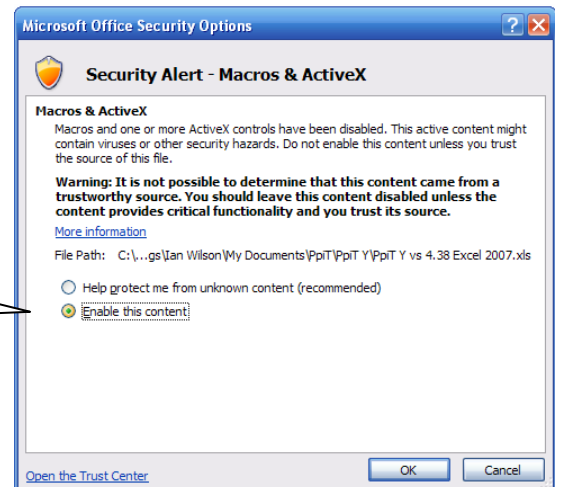 Microsoft Office Security Options
Security Alert - Macros & ActiveX
Macros & ActiveX
Macros and one or more ActiveX controls have been disabled. This active content might
contain viruses or other security hazards. Do not enable this content unless you trust
the source of this file.
Warning: It is not possible to determine that this content came from a
trustworthy source. You should leave this content disabled unless the
content provides critical functionality and you trust its source.
More information
File Path: C:\...gs\Ian Wilson\My Documents\PpiT\PpiT Y\PpiT Y vs 4.38 Excel 2007.xls
Help protect me from unknown content (recommended)
Enable this content
Open the Trust Center
OK
Cancel